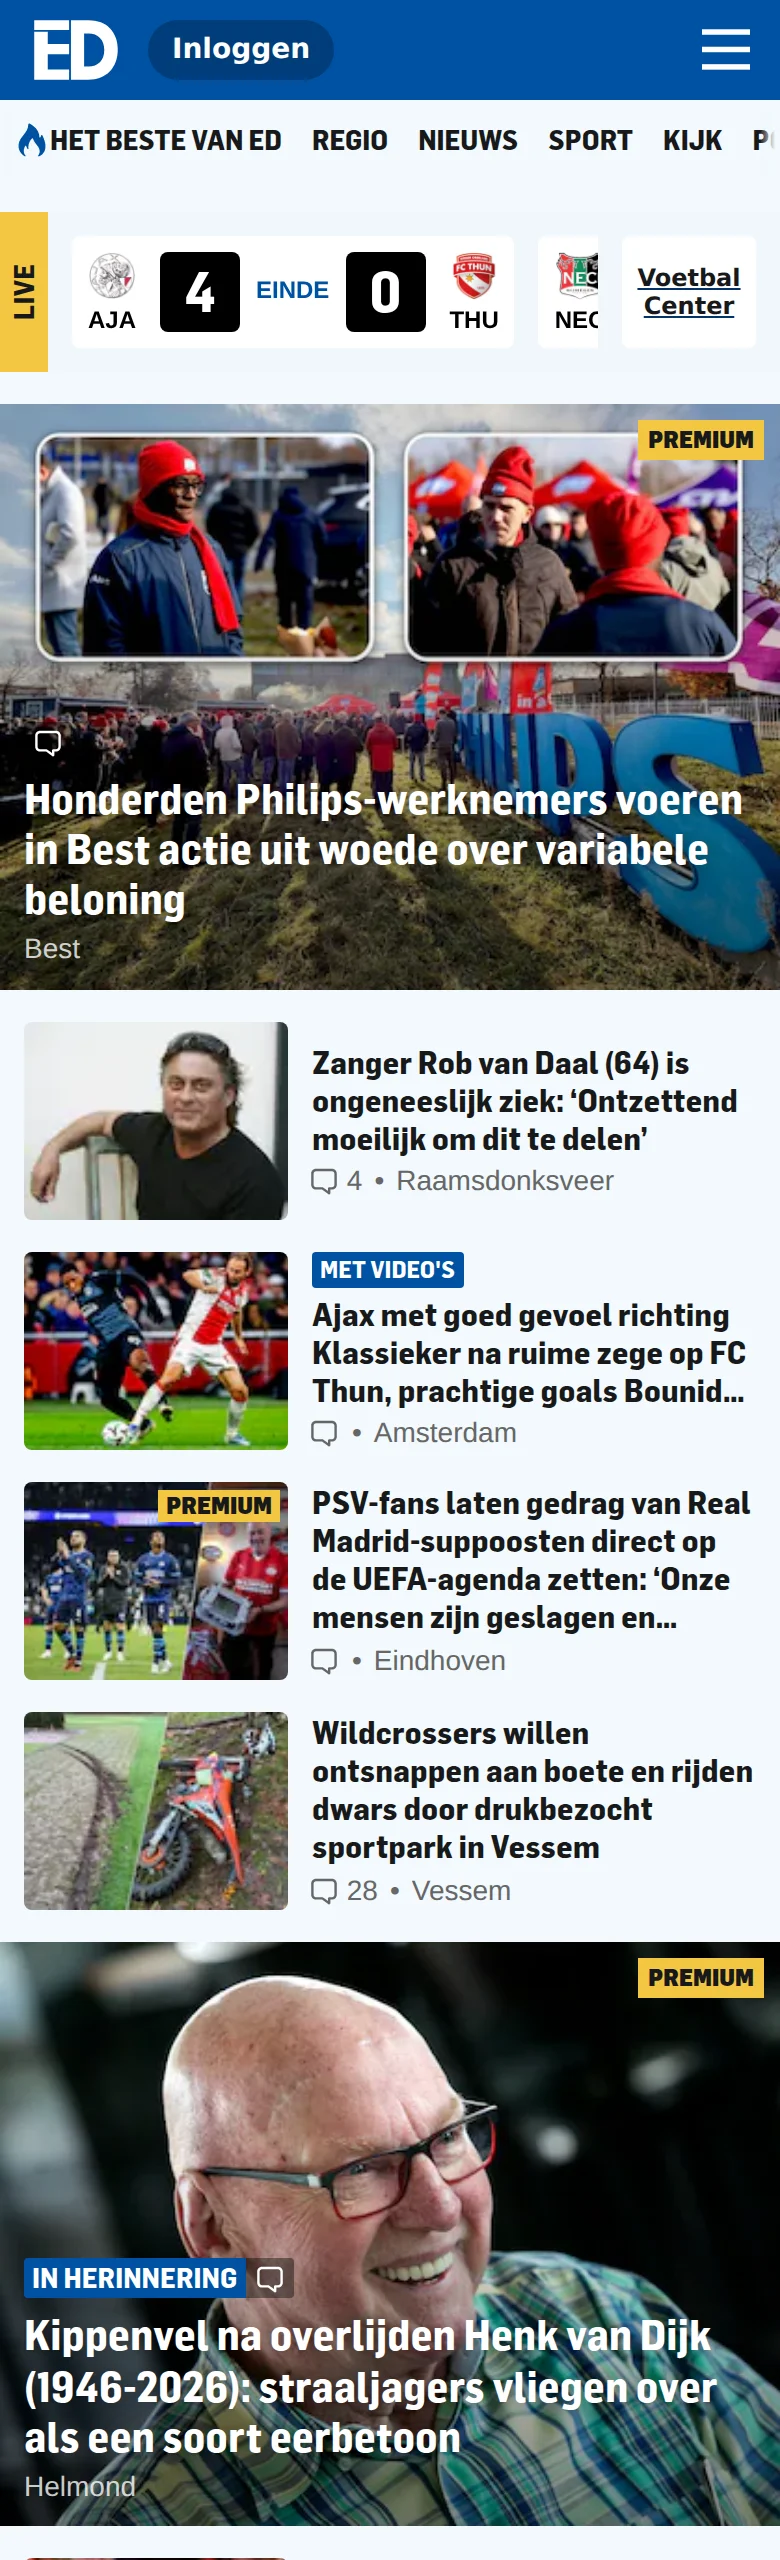 ED
Inloggen
HET BESTE VAN ED REGIO NIEUWS SPORT KIJK
LIVE
AJA 4 EINDE 0 THU
FC THUN
NEC
NEC
Voetbal
Center
PREMIUM
in a
Honderden Philips-werknemers voeren
in Best actie uit woede over variabele
beloning
Best
Zanger Rob van Daal (64) is
ongeneeslijk ziek: ‘Ontzettend
moeilijk om dit te delen’
4 • Raamsdonksveer
MET VIDEO'S
Ajax met goed gevoel richting
Klassieker na ruime zege op FC
Thun, prachtige goals Bounid...
• Amsterdam
PREMIUM
PSV-fans laten gedrag van Real
Madrid-suppoosten direct op
de UEFA-agenda zetten: ‘Onze
mensen zijn geslagen en...
• Eindhoven
Wildcrossers willen
ontsnappen aan boete en rijden
dwars door drukbezocht
sportpark in Vessem
28 • Vessem
PREMIUM
IN HERINNERING
Kippenvel na overlijden Henk van Dijk
(1946-2026): straaljagers vliegen over
als een soort eerbetoon
Helmond